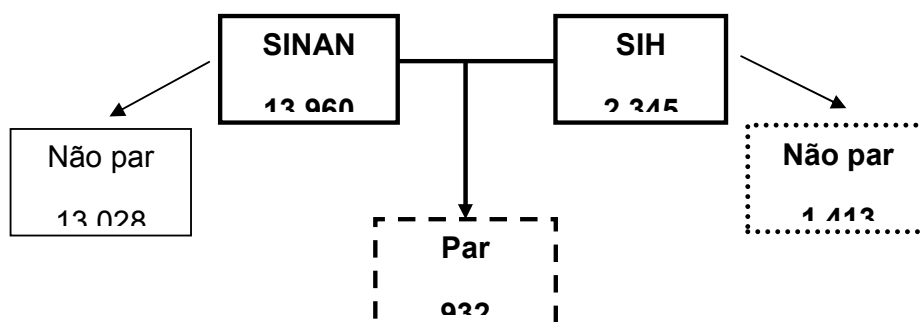 SINAN
13.960
SIH
2.345
Não par
13.028
Não par
1.413
Par
932